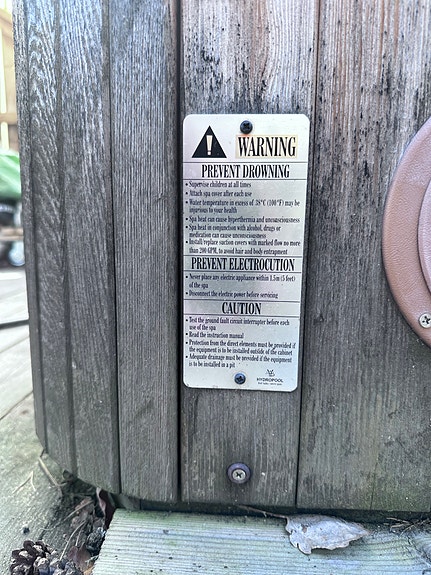 WARNING
PREVENT DROWNING
• Supervise children at all times
• Attach spa cover after each use
• Water temperature in excess of 38°C (100°F) may be
injurious to your health
• Spa heat can cause hyperthermia and unconsciousness
• Spa heat in conjunction with alcohol, drugs or
medication can cause unconsciousness
• Install replace suction covers with marked flow no more
than 200 GPM, to avoid hair and body entrapment
PREVENT ELECTROCUTION
• Never place any electric appliance within 1.5m (5 feet)
of the spa
• Disconnect the electric power before servicing
CAUTION
• Test the ground fault circuit interrupter before each
use of the spa
• Read the instruction manual
• Protection from the direct elements must be provided if
the equipment is to be installed outside of the cabinet
• Adequate drainage must be provided if the equipment
is to be installed in a pit
HYDROPOOL